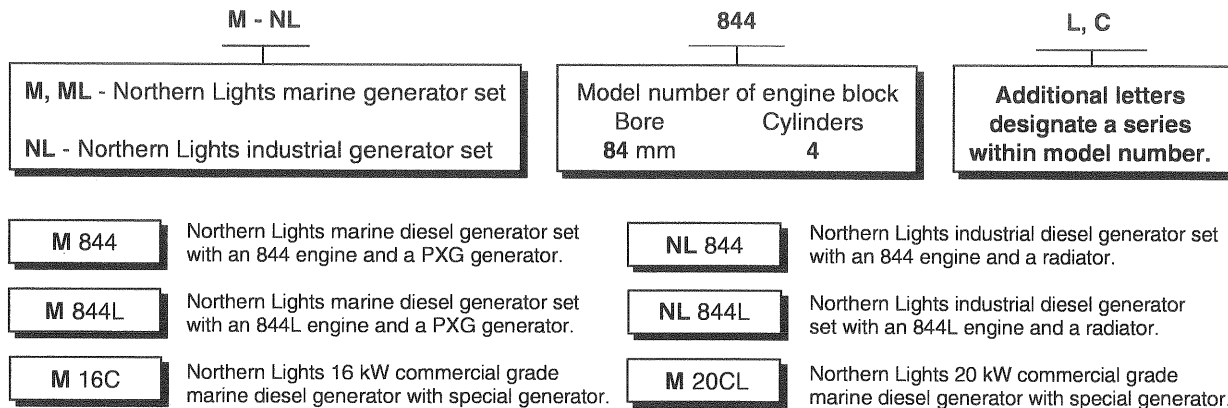 M - NL
844
L, C
M, ML - Northern Lights marine generator set
NL - Northern Lights industrial generator set
Model number of engine block
Bore Cylinders
84 mm 4
Additional letters
designate a series
within model number.
M 844
Northern Lights marine diesel generator set
with an 844 engine and a PXG generator.
NL 844
Northern Lights industrial diesel generator set
with an 844 engine and a radiator.
M 844L
Northern Lights marine diesel generator set
with an 844L engine and a PXG generator.
NL 844L
Northern Lights industrial diesel generator
set with an 844L engine and a radiator.
M 16C
Northern Lights 16 kW commercial grade
marine diesel generator with special generator.
M 20CL
Northern Lights 20 kW commercial grade
marine diesel generator with special generator.